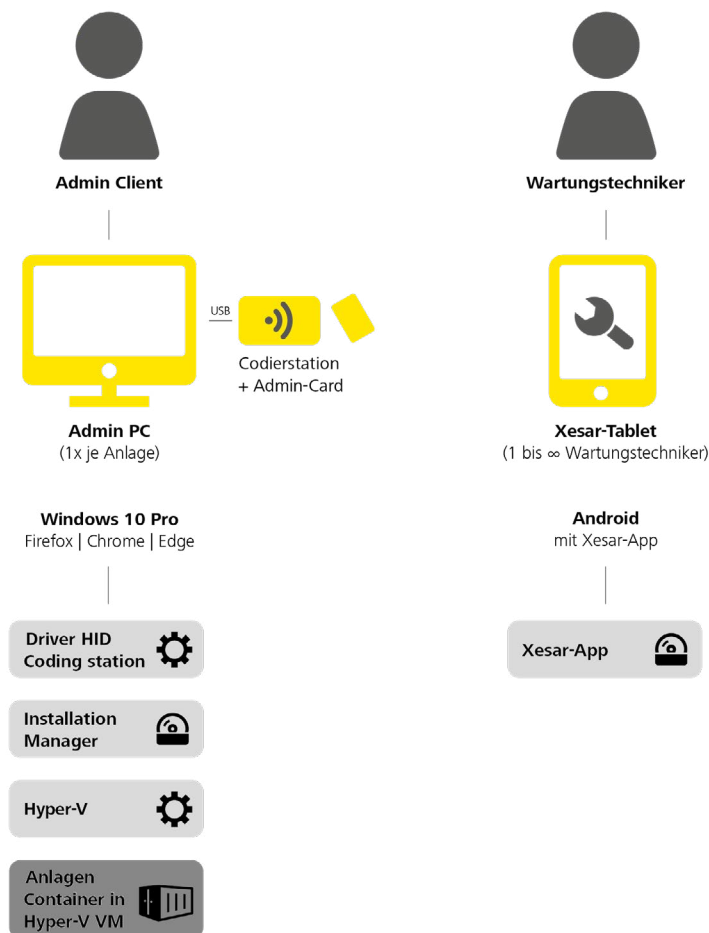 Admin Client
USB
Codierstation
+ Admin-Card
Admin PC
(1x je Anlage)
Windows 10 Pro
Firefox | Chrome | Edge
Driver HID
Coding station
Installation
Manager
Hyper-V
Anlagen
Container in
Hyper-V VM
Wartungstechniker
Xesar-Tablet
(1 bis ∞ Wartungstechniker)
Android
mit Xesar-App
Xesar-App